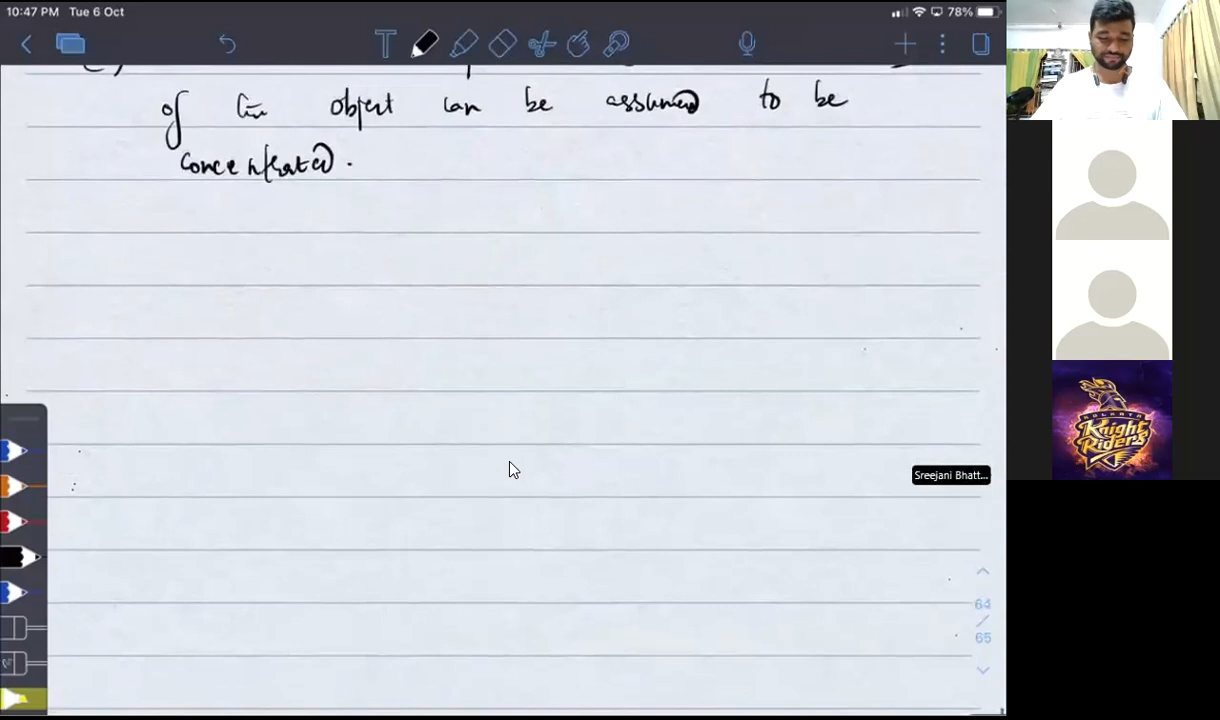 10:47 PM Tue 6 Oct
78%
T
of the object can be assumed to be
concentrated.
KOLKATA
Knight
Riders
Sreejani Bhatt...
64
/
65